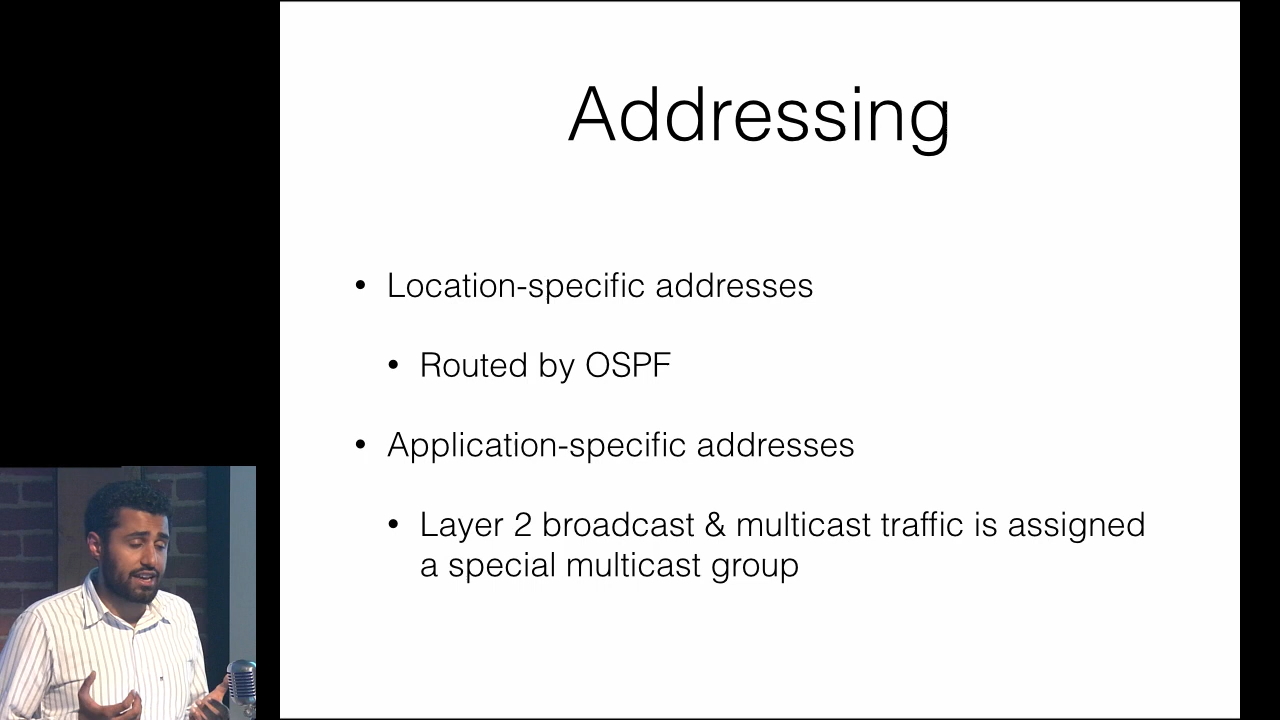 Addressing
• Location-specific addresses
• Routed by OSPF
• Application-specific addresses
• Layer 2 broadcast & multicast traffic is assigned
a special multicast group